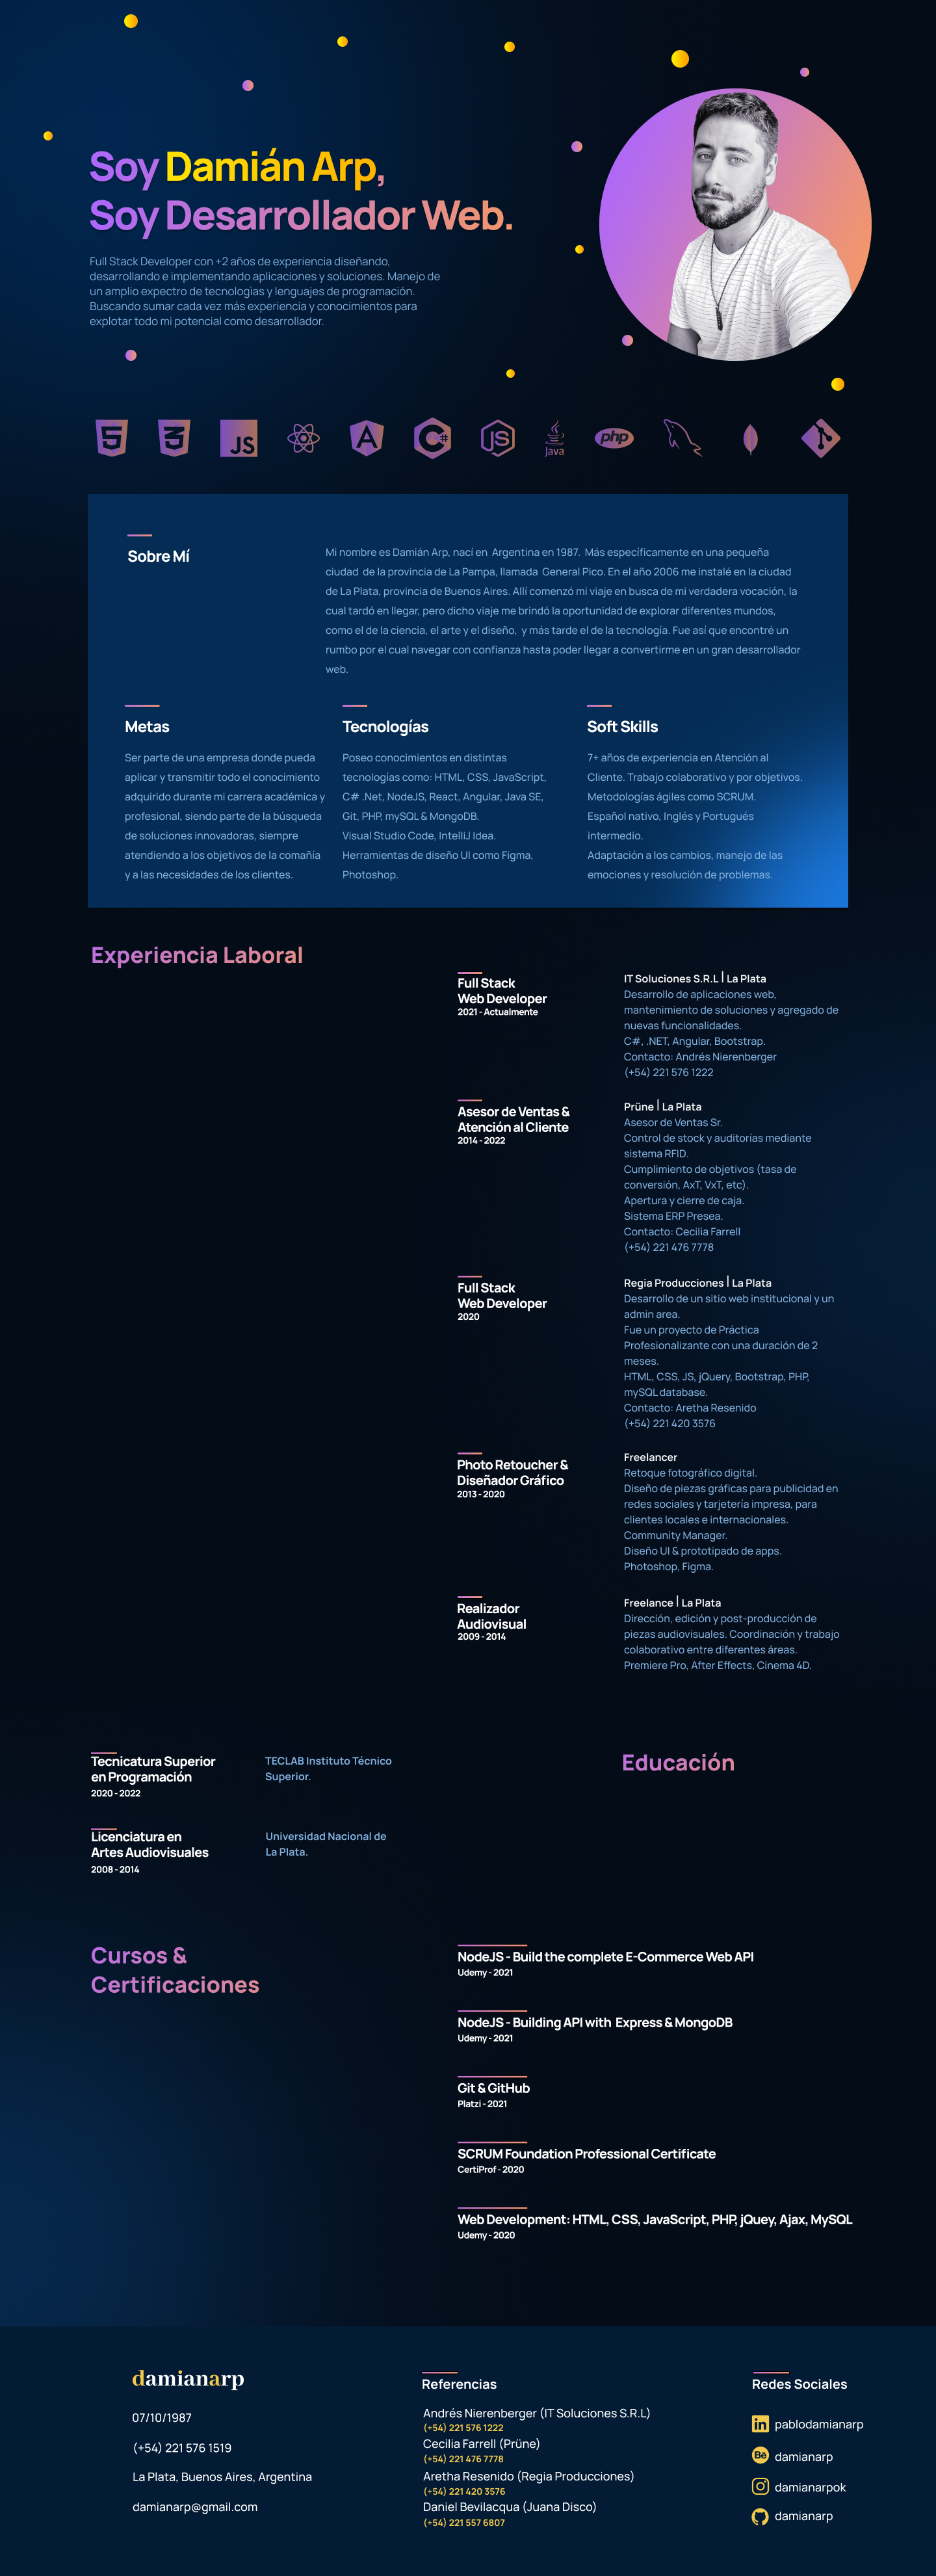 Soy Damián Arp,
Soy Desarrollador Web.
Full Stack Developer con +2 años de experiencia diseñando,
desarrollando e implementando aplicaciones y soluciones. Manejo de
un amplio expectro de tecnologias y lenguajes de programación.
Buscando sumar cada vez más experiencia y conocimientos para
explotar todo mi potencial como desarrollador.
5 3 JS A C# JS Java php
Sobre Mí
Mi nombre es Damián Arp, nací en Argentina en 1987. Más específicamente en una pequeña
ciudad de la provincia de La Pampa, llamada General Pico. En el año 2006 me instalé en la ciudad
de La Plata, provincia de Buenos Aires. Allí comenzó mi viaje en busca de mi verdadera vocación, la
cual tardó en llegar, pero dicho viaje me brindó la oportunidad de explorar diferentes mundos,
como el de la ciencia, el arte y el diseño, y más tarde el de la tecnología. Fue así que encontré un
rumbo por el cual navegar con confianza hasta poder llegar a convertirme en un gran desarrollador
web.
Metas
Ser parte de una empresa donde pueda
aplicar y transmitir todo el conocimiento
adquirido durante mi carrera académica y
profesional, siendo parte de la búsqueda
de soluciones innovadoras, siempre
atendiendo a los objetivos de la comañía
y a las necesidades de los clientes.
Tecnologías
Poseo conocimientos en distintas
tecnologías como: HTML, CSS, JavaScript,
C# .Net, NodeJS, React, Angular, Java SE,
Git, PHP, mySQL & MongoDB.
Visual Studio Code, IntelliJ Idea.
Herramientas de diseño UI como Figma,
Photoshop.
Soft Skills
7+ años de experiencia en Atención al
Cliente. Trabajo colaborativo y por objetivos.
Metodologías ágiles como SCRUM.
Español nativo, Inglés y Portugués
intermedio.
Adaptación a los cambios, manejo de las
emociones y resolución de problemas.
Experiencia Laboral
Full Stack
Web Developer
2021 - Actualmente
IT Soluciones S.R.L | La Plata
Desarrollo de aplicaciones web,
mantenimiento de soluciones y agregado de
nuevas funcionalidades.
C#, .NET, Angular, Bootstrap.
Contacto: Andrés Nierenberger
(+54) 221 576 1222
Asesor de Ventas &
Atención al Cliente
2014 - 2022
Prüne | La Plata
Asesor de Ventas Sr.
Control de stock y auditorías mediante
sistema RFID.
Cumplimiento de objetivos (tasa de
conversión, AxT, VxT, etc).
Apertura y cierre de caja.
Sistema ERP Presea.
Contacto: Cecilia Farrell
(+54) 221 476 7778
Full Stack
Web Developer
2020
Regia Producciones | La Plata
Desarrollo de un sitio web institucional y un
admin area.
Fue un proyecto de Práctica
Profesionalizante con una duración de 2
meses.
HTML, CSS, JS, jQuery, Bootstrap, PHP,
mySQL database.
Contacto: Aretha Resenido
(+54) 221 420 3576
Photo Retoucher &
Diseñador Gráfico
2013 - 2020
Freelancer
Retoque fotográfico digital.
Diseño de piezas gráficas para publicidad en
redes sociales y tarjetería impresa, para
clientes locales e internacionales.
Community Manager.
Diseño UI & prototipado de apps.
Photoshop, Figma.
Realizador
Audiovisual
2009 - 2014
Freelance | La Plata
Dirección, edición y post-producción de
piezas audiovisuales. Coordinación y trabajo
colaborativo entre diferentes áreas.
Premiere Pro, After Effects, Cinema 4D.
Educación
Tecnicatura Superior
en Programación
2020 - 2022
TECLAB Instituto Técnico
Superior.
Licenciatura en
Artes Audiovisuales
2008 - 2014
Universidad Nacional de
La Plata.
Cursos &
Certificaciones
NodeJS - Build the complete E-Commerce Web API
Udemy - 2021
NodeJS - Building API with Express & MongoDB
Udemy - 2021
Git & GitHub
Platzi - 2021
SCRUM Foundation Professional Certificate
CertiProf - 2020
Web Development: HTML, CSS, JavaScript, PHP, jQuey, Ajax, MySQL
Udemy - 2020
damianarp
07/10/1987
(+54) 221 576 1519
La Plata, Buenos Aires, Argentina
damianarp@gmail.com
Referencias
Andrés Nierenberger (IT Soluciones S.R.L)
(+54) 221 576 1222
Cecilia Farrell (Prüne)
(+54) 221 476 7778
Aretha Resenido (Regia Producciones)
(+54) 221 420 3576
Daniel Bevilacqua (Juana Disco)
(+54) 221 557 6807
Redes Sociales
in pablodamianarp
Bē damianarp
damianarpok
damianarp